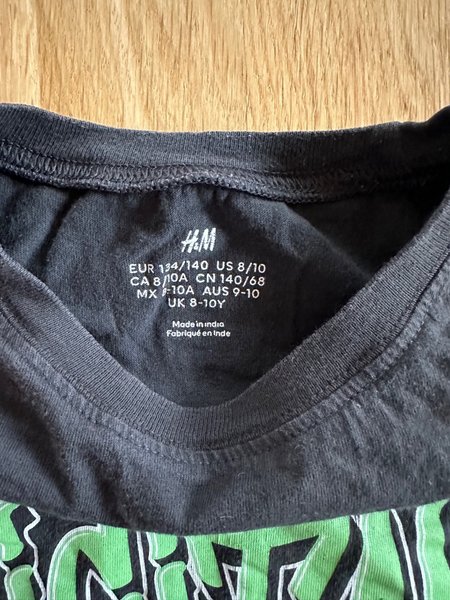 H&M
EUR 134/140 US 8/10
CA 8/10A CN 140/68
MX 8-10A AUS 9-10
UK 8-10Y
Made in India
Fabriqué en Inde